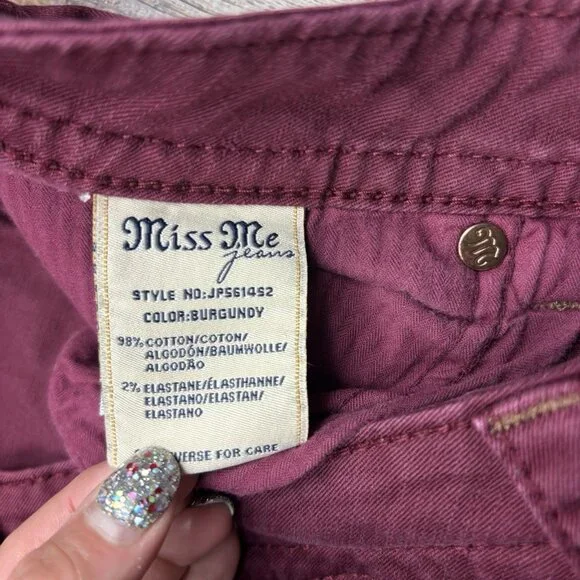 Miss Me
jeans
STYLE NO:JP5614S2
COLOR:BURGUNDY
98% COTTON/COTON/
ALGODÓN/BAUMWOLLE/
ALGODÃO
2% ELASTANE/ÉLASTHANNE/
ELASTANO/ELASTAN/
ELASTANO
VERSE FOR CARE